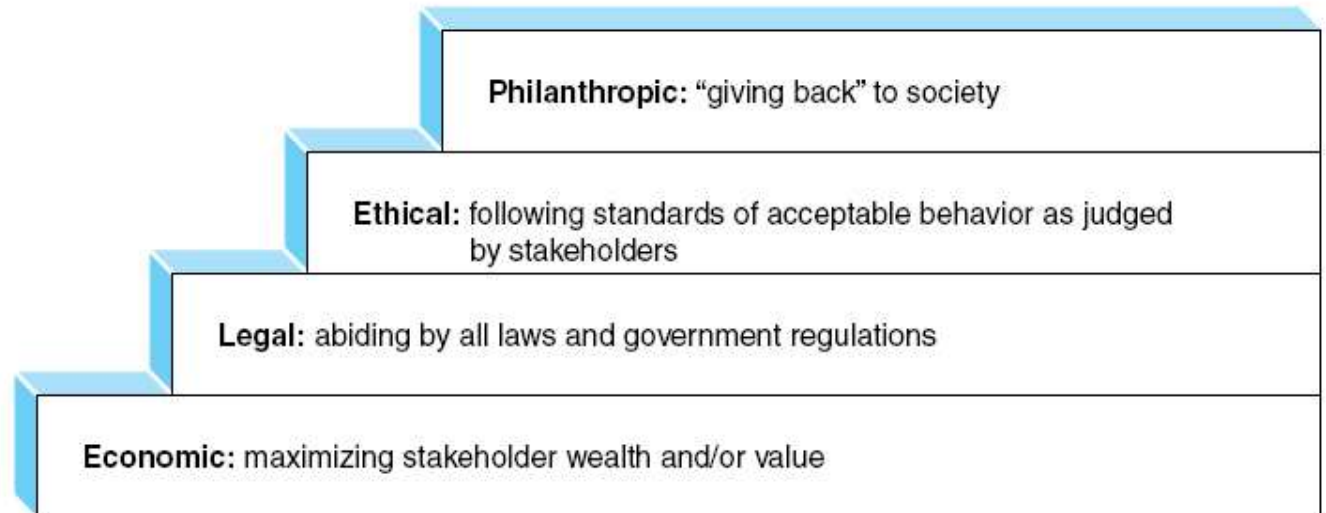 Philanthropic: “giving back” to society
Ethical: following standards of acceptable behavior as judged
by stakeholders
Legal: abiding by all laws and government regulations
Economic: maximizing stakeholder wealth and/or value